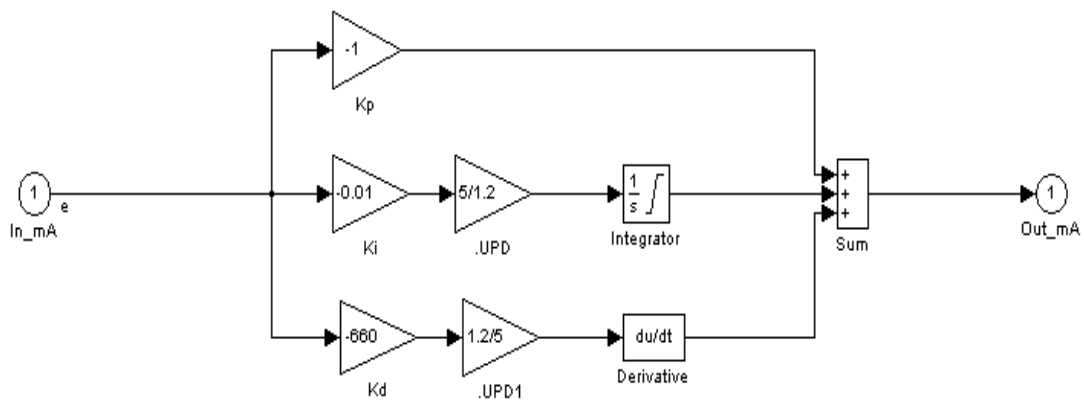 -1
Kp
1
e
In_mA
-0.01
Ki
5/1.2
.UPD
1
s
Integrator
+
+
+
Sum
1
Out_mA
-660
Kd
1.2/5
.UPD1
du/dt
Derivative